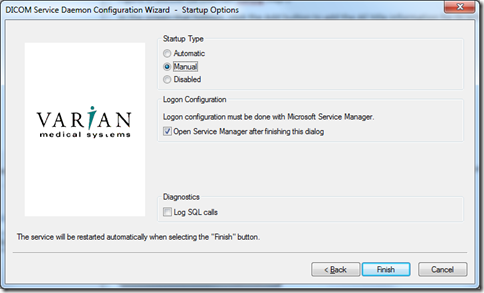 DICOM Service Daemon Configuration Wizard - Startup Options
Startup Type
Automatic
Manual
Disabled
VARIAN
medical systems
Logon Configuration
Logon configuration must be done with Microsoft Service Manager.
Open Service Manager after finishing this dialog
Diagnostics
Log SQL calls
The service will be restarted automatically when selecting the "Finish" button.
< Back
Finish
Cancel